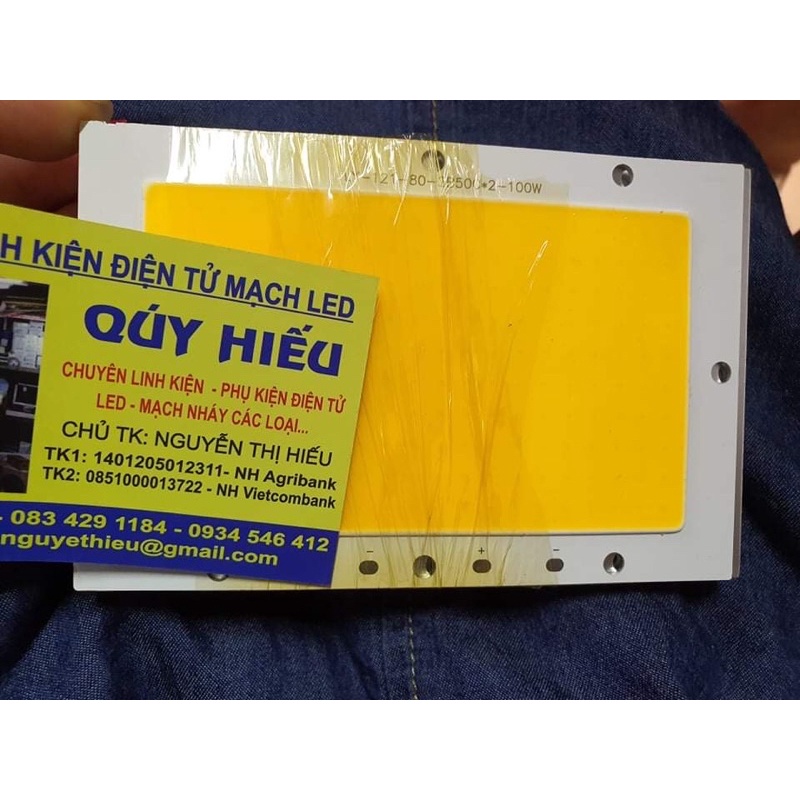 121-80-3B50C*2-100W
H KIỆN ĐIỆN TỬ MẠCH LED
QÚY HIẾU
CHUYÊN LINH KIỆN - PHỤ KIỆN ĐIỆN TỬ
LED - MẠCH NHÁY CÁC LOẠI...
CHỦ TK: NGUYỄN THỊ HIẾU
TK1: 1401205012311- NH Agribank
TK2: 0851000013722 - NH Vietcombank
- 083 429 1184 - 0934 546 412
nguyethieu@gmail.com
- + -